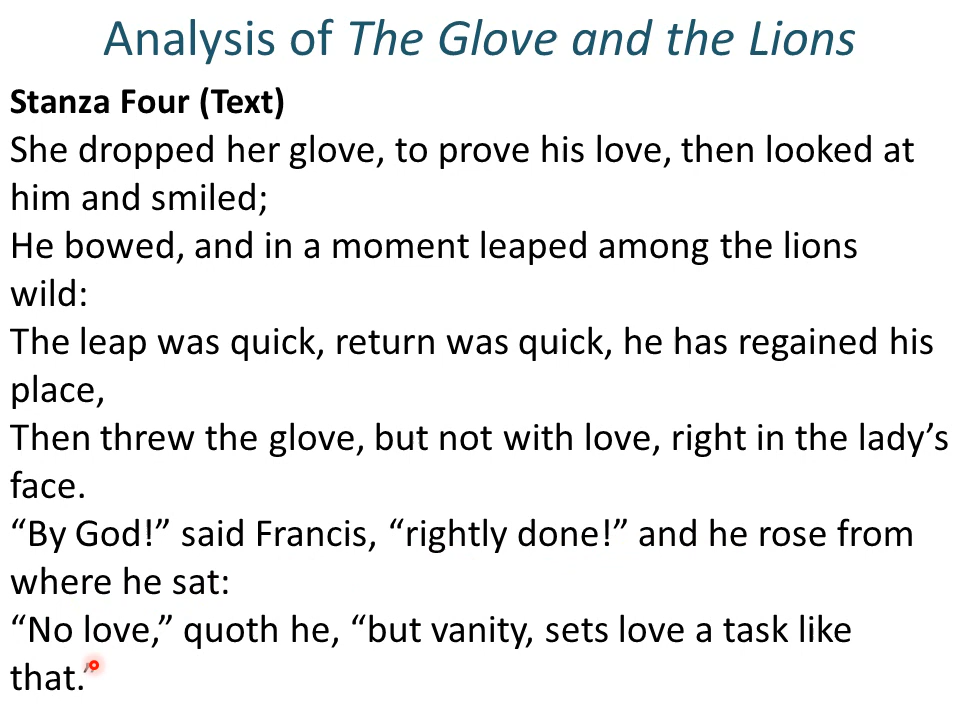 Analysis of The Glove and the Lions
Stanza Four (Text)
She dropped her glove, to prove his love, then looked at
him and smiled;
He bowed, and in a moment leaped among the lions
wild:
The leap was quick, return was quick, he has regained his
place,
Then threw the glove, but not with love, right in the lady’s
face.
“By God!” said Francis, “rightly done!” and he rose from
where he sat:
“No love,” quoth he, “but vanity, sets love a task like
that.”